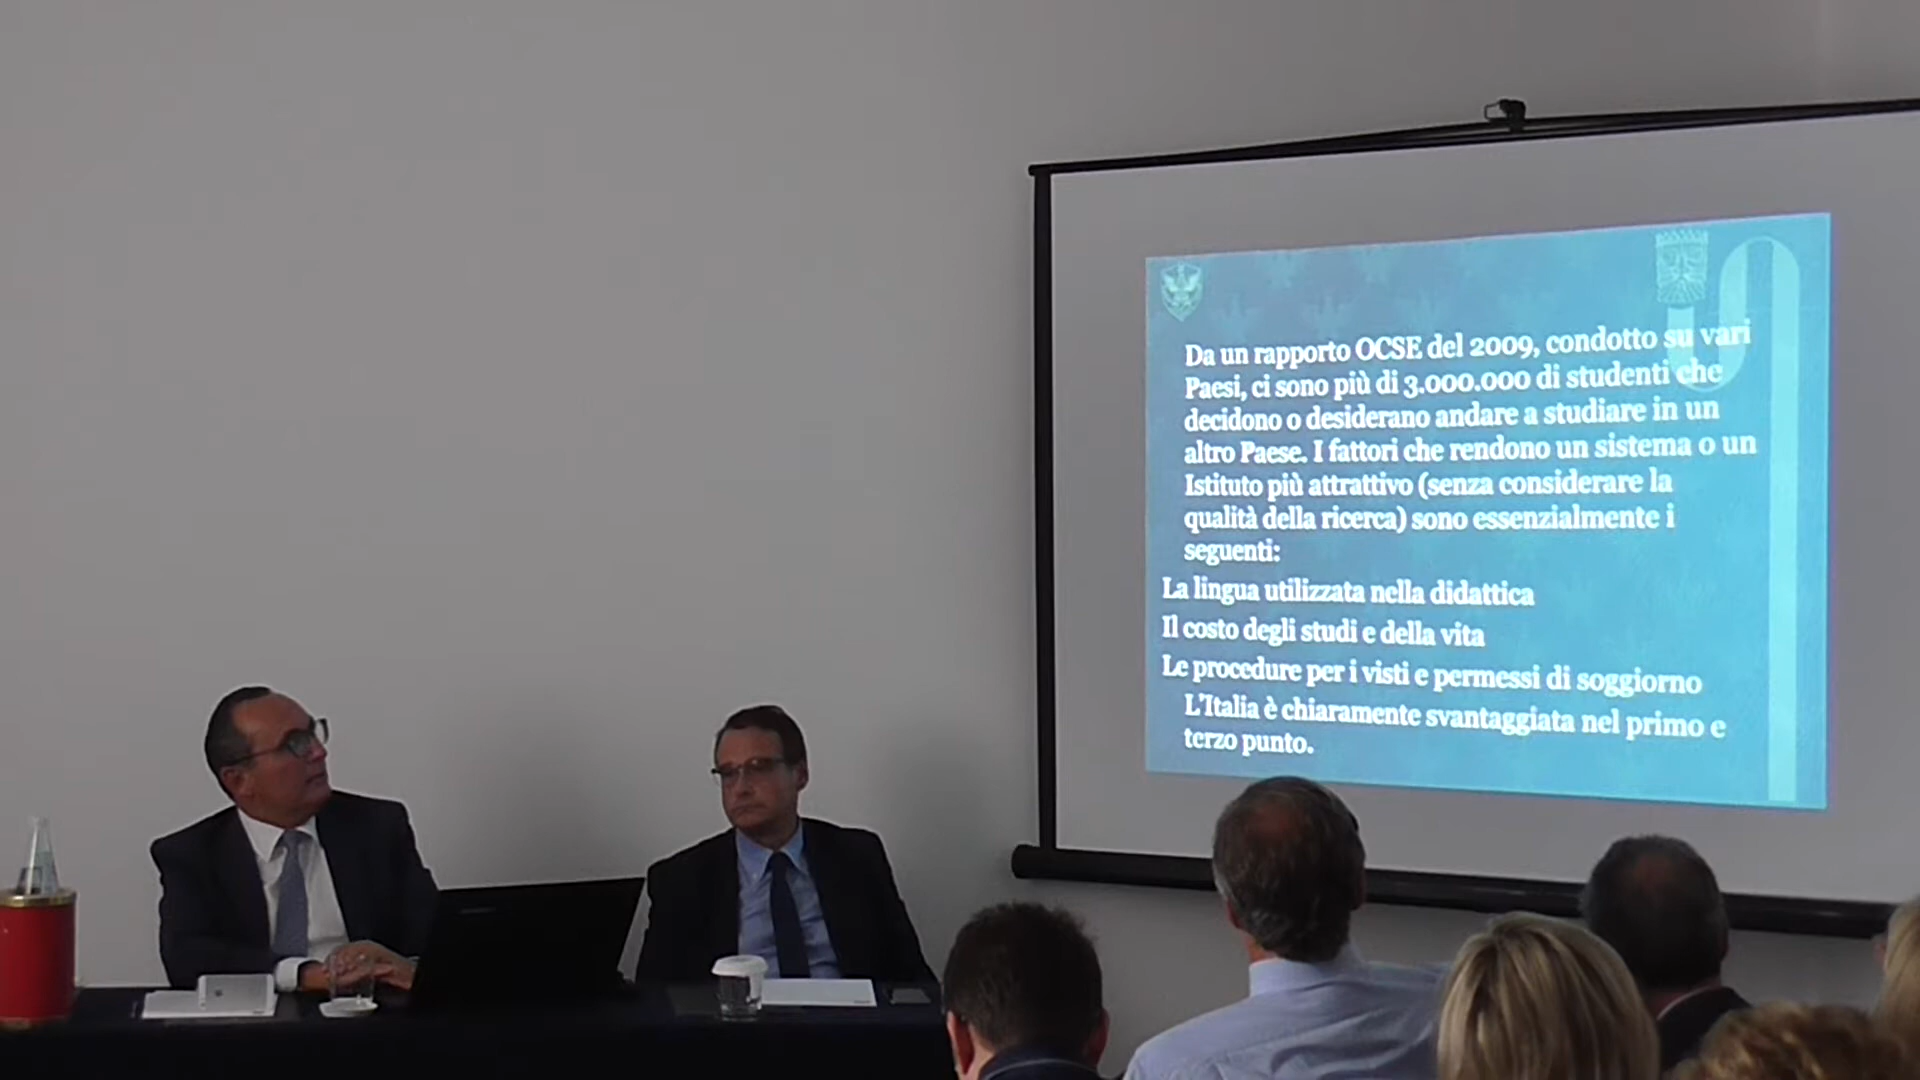 Da un rapporto OCSE del 2009, condotto su vari
Paesi, ci sono più di 3.000.000 di studenti che
decidono o desiderano andare a studiare in un
altro Paese. I fattori che rendono un sistema o un
Istituto più attrattivo (senza considerare la
qualità della ricerca) sono essenzialmente i
seguenti:
La lingua utilizzata nella didattica
Il costo degli studi e della vita
Le procedure per i visti e permessi di soggiorno
L'Italia è chiaramente svantaggiata nel primo e
terzo punto.